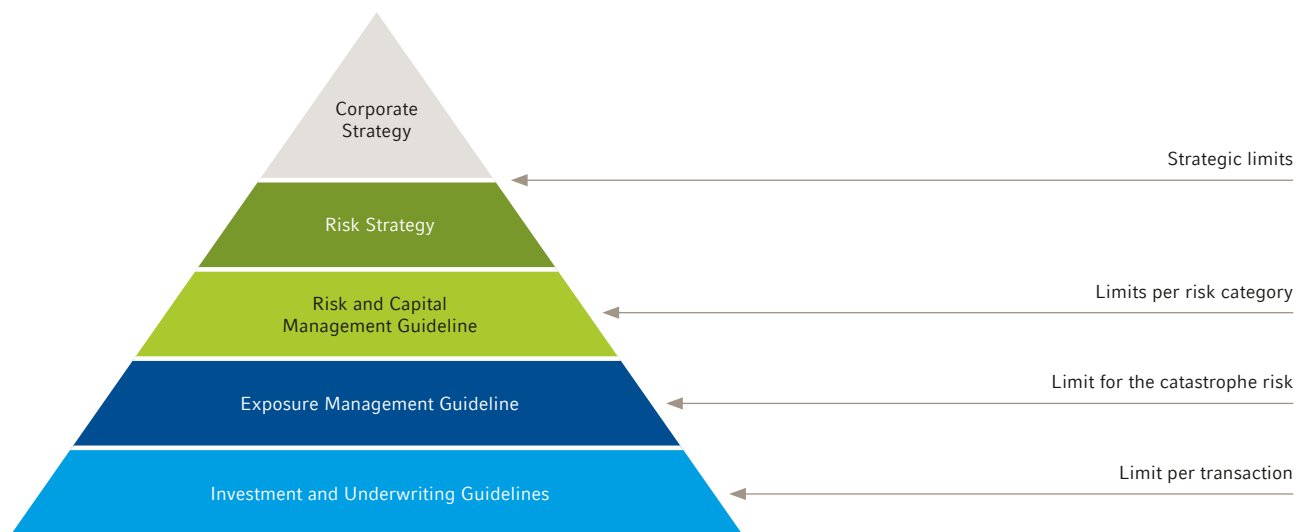 Corporate
Strategy
Strategic limits
Risk Strategy
Limits per risk category
Risk and Capital
Management Guideline
Limit for the catastrophe risk
Exposure Management Guideline
Limit per transaction
Investment and Underwriting Guidelines